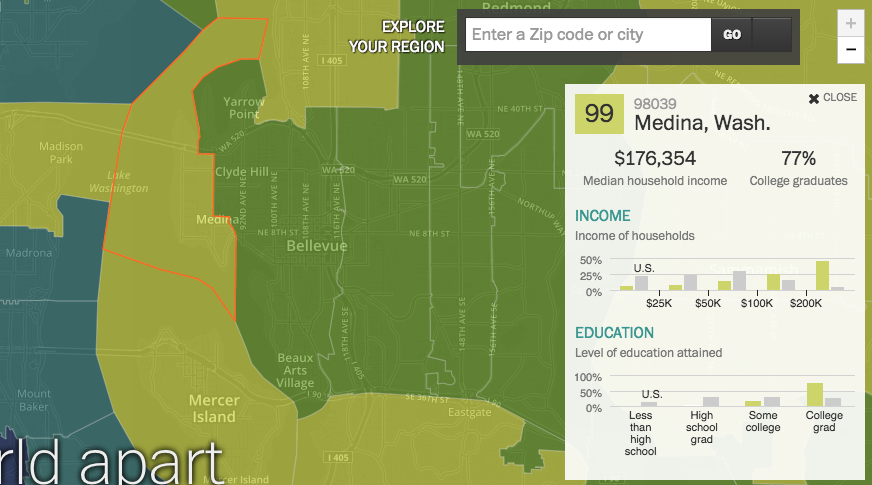 EXPLORE
YOUR REGION
Enter a Zip code or city
GO
+
−
Redmond
108TH AVE NE
I 405
148TH AVE NE
NE 40TH ST
WA 520
Yarrow
Point
WA 520
Madison
Park
Lake
Washington
Clyde Hill
WA 520
WA 520
92ND AVE NE
100TH AVE NE
108TH AVE NE
116TH AVE NE
156TH AVE NE
NORTHUP WAY
Medina
NE 8TH ST
NE 8TH ST
Bellevue
Madrona
118TH AVE SE
148TH AVE SE
156TH AVE SE
I 405
Beaux
Arts
Village
I 90
SE 36TH ST
I 90
Eastgate
Mount
Baker
Mercer
Island
I 405
rld apart
Mercer Island
99
98039
Medina, Wash.
✖ CLOSE
$176,354
77%
Median household income
College graduates
INCOME
Income of households
50%
25%
0%
U.S.
$25K
$50K
$100K
$200K
EDUCATION
Level of education attained
100%
50%
0%
U.S.
Less
than
high
school
High
school
grad
Some
college
College
grad